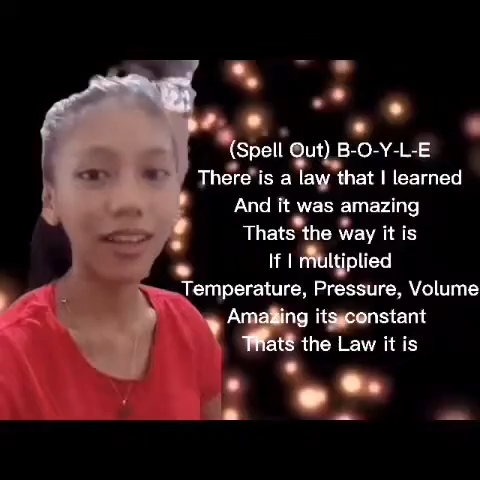 (Spell Out) B-O-Y-L-E
There is a law that I learned
And it was amazing
Thats the way it is
If I multiplied
Temperature, Pressure, Volume
Amazing its constant
Thats the Law it is